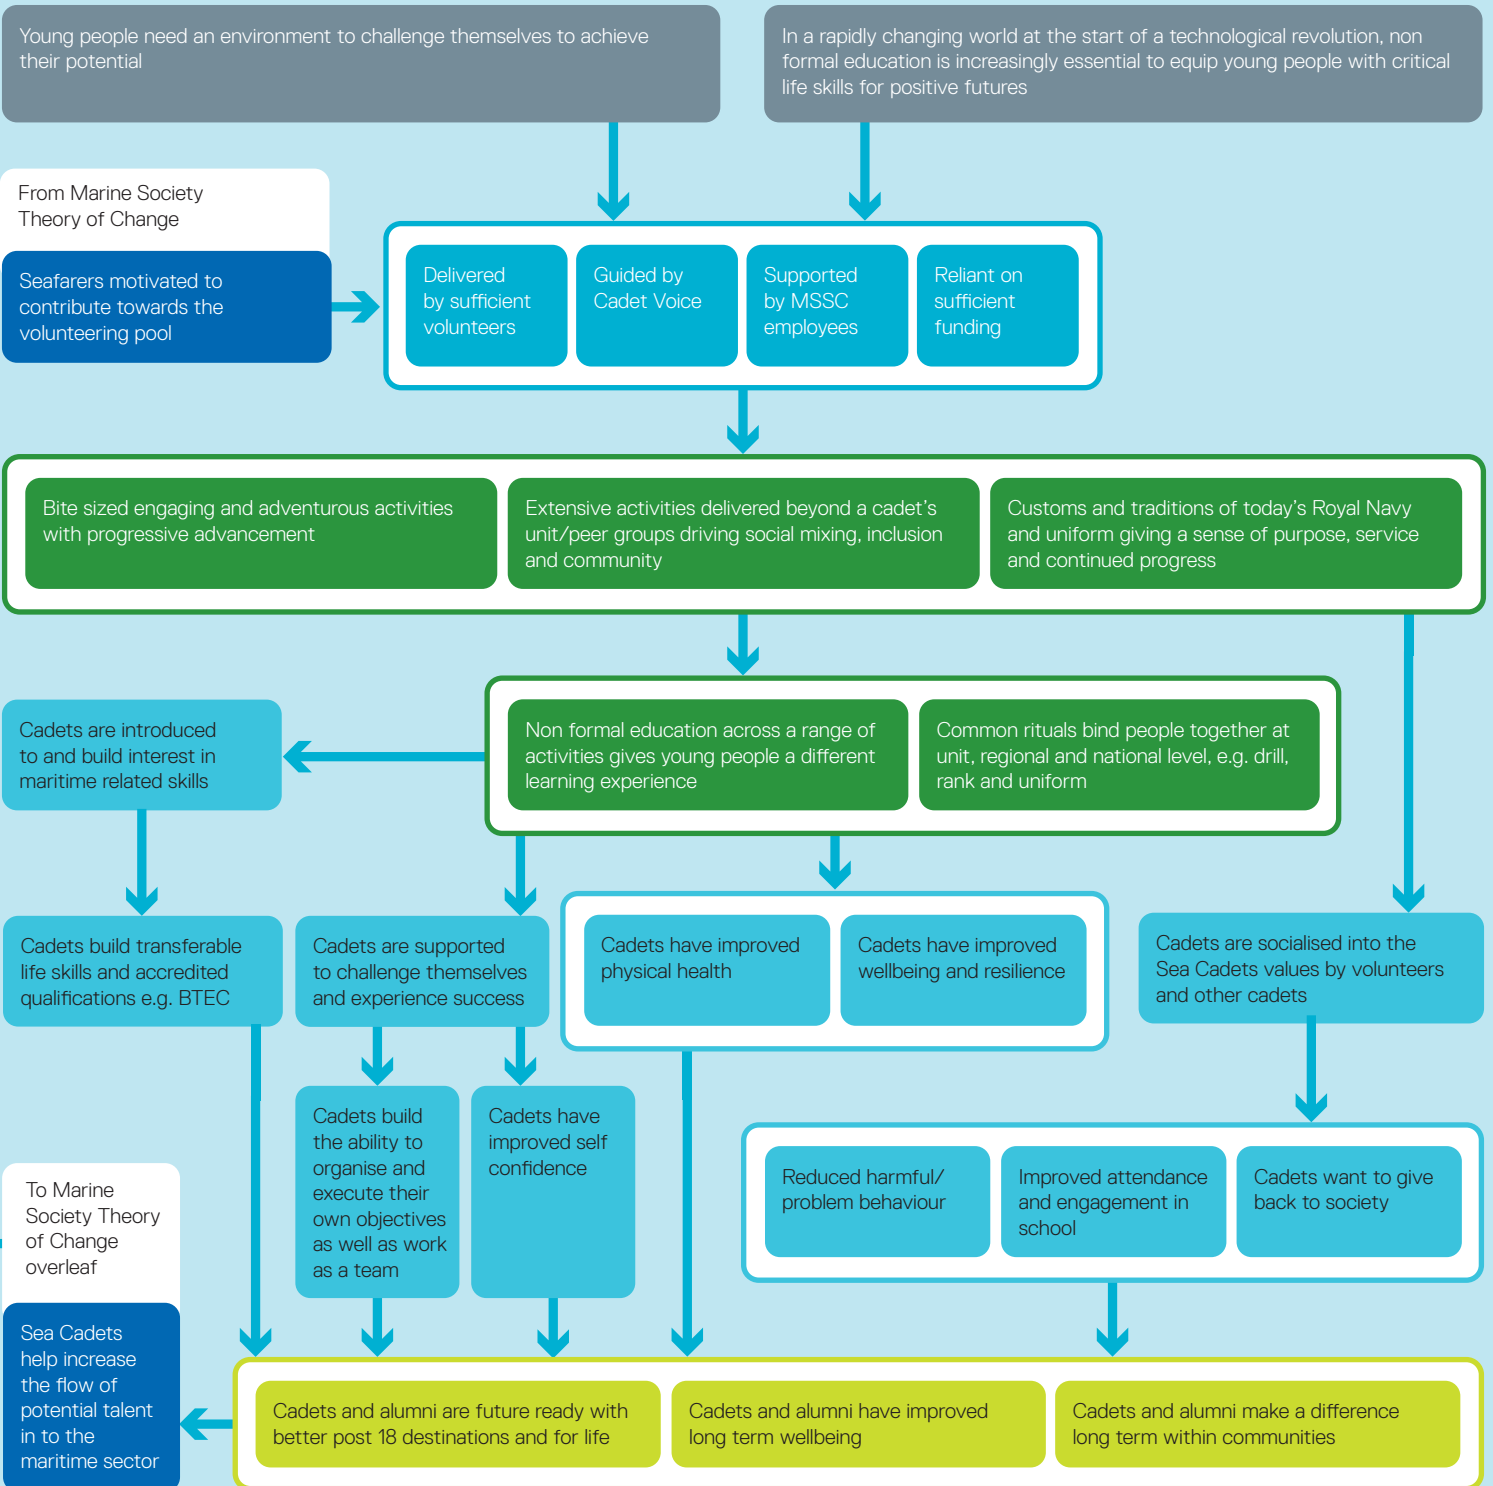 Young people need an environment to challenge themselves to achieve
their potential
In a rapidly changing world at the start of a technological revolution, non
formal education is increasingly essential to equip young people with critical
life skills for positive futures
From Marine Society
Theory of Change
Seafarers motivated to
contribute towards the
volunteering pool
Delivered
by sufficient
volunteers
Guided by
Cadet Voice
Supported
by MSSC
employees
Reliant on
sufficient
funding
Bite sized engaging and adventurous activities
with progressive advancement
Extensive activities delivered beyond a cadet's
unit/peer groups driving social mixing, inclusion
and community
Customs and traditions of today's Royal Navy
and uniform giving a sense of purpose, service
and continued progress
Cadets are introduced
to and build interest in
maritime related skills
Non formal education across a range of
activities gives young people a different
learning experience
Common rituals bind people together at
unit, regional and national level, e.g. drill,
rank and uniform
Cadets build transferable
life skills and accredited
qualifications e.g. BTEC
Cadets are supported
to challenge themselves
and experience success
Cadets have improved
physical health
Cadets have improved
wellbeing and resilience
Cadets are socialised into the
Sea Cadets values by volunteers
and other cadets
Cadets build
the ability to
organise and
execute their
own objectives
as well as work
as a team
Cadets have
improved self
confidence
Reduced harmful/
problem behaviour
Improved attendance
and engagement in
school
Cadets want to give
back to society
To Marine
Society Theory
of Change
overleaf
Sea Cadets
help increase
the flow of
potential talent
in to the
maritime sector
Cadets and alumni are future ready with
better post 18 destinations and for life
Cadets and alumni have improved
long term wellbeing
Cadets and alumni make a difference
long term within communities